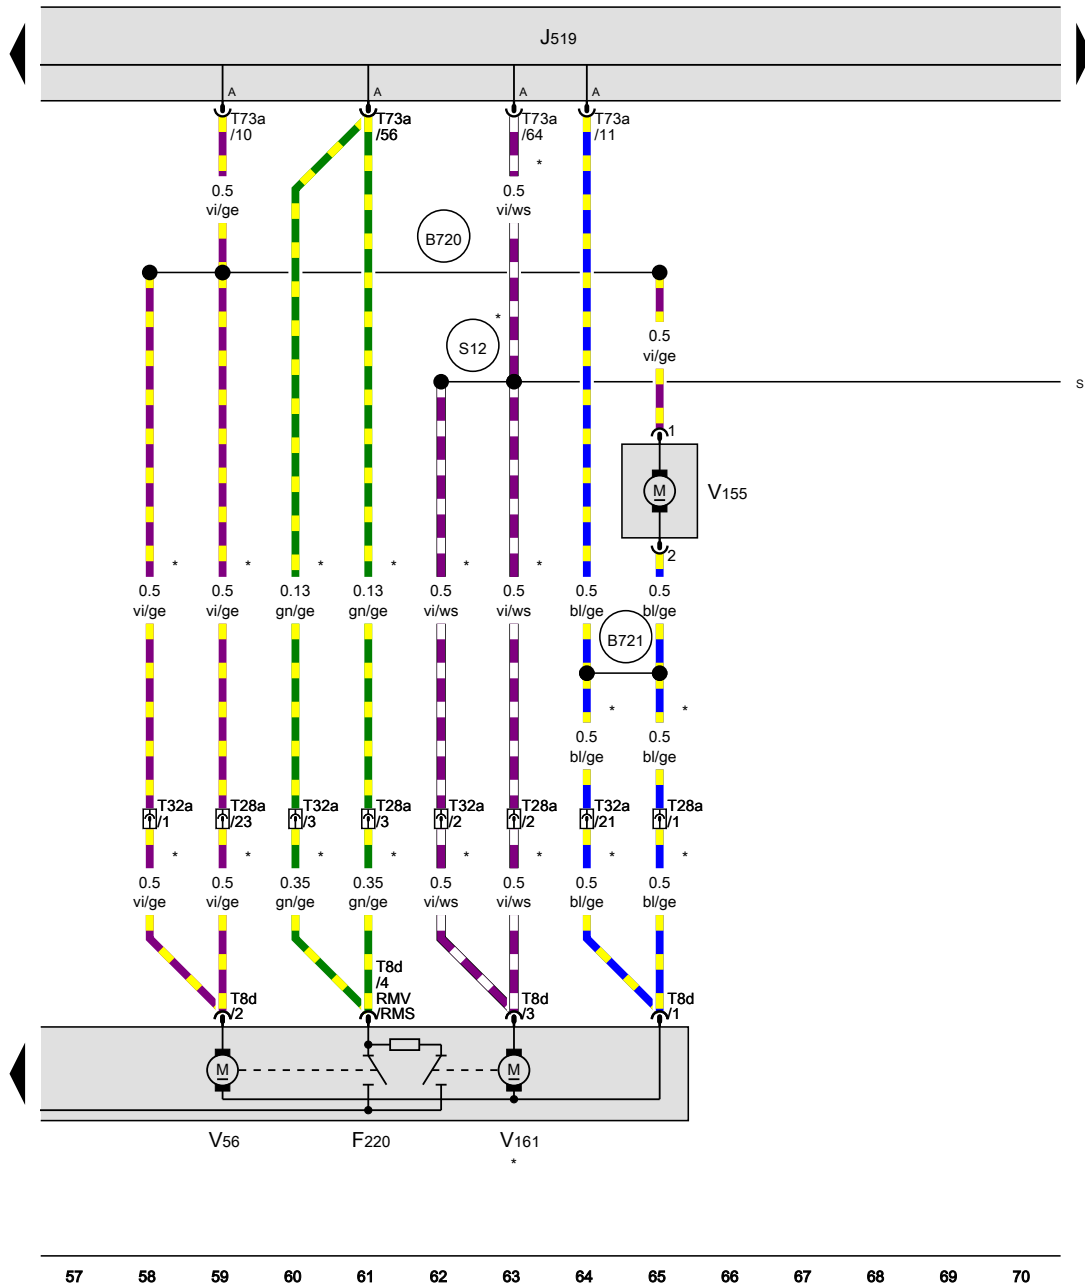 J519
A A A A
T73a T73a T73a T73a
/10 /56 /64 /11
*
0.5 0.5
vi/ge vi/ws
B720
*
0.5
S12 vi/ge
S
1
M V155
2
* * * * * *
0.5 0.5 0.13 0.13 0.5 0.5 0.5 0.5
vi/ge vi/ge gn/ge gn/ge vi/ws vi/ws bl/ge bl/ge
B721
* *
0.5 0.5
bl/ge bl/ge
T32a T28a T32a T28a T32a T28a T32a T28a
/1 /23 /3 /3 /2 /2 /21 /1
* * * * * * * *
0.5 0.5 0.35 0.35 0.5 0.5 0.5 0.5
vi/ge vi/ge gn/ge gn/ge vi/ws vi/ws bl/ge bl/ge
T8d
/4
T8d RMV T8d T8d
/2 /RMS /3 /1
M M
V56 F220 V161
*
57 58 59 60 61 62 63 64 65 66 67 68 69 70